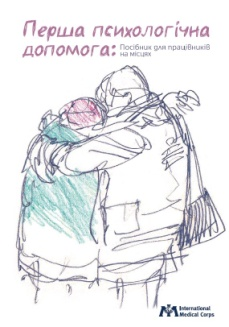 Перша психологічна
допомога: Посібник для працівників
на місцях
International
Medical Corps